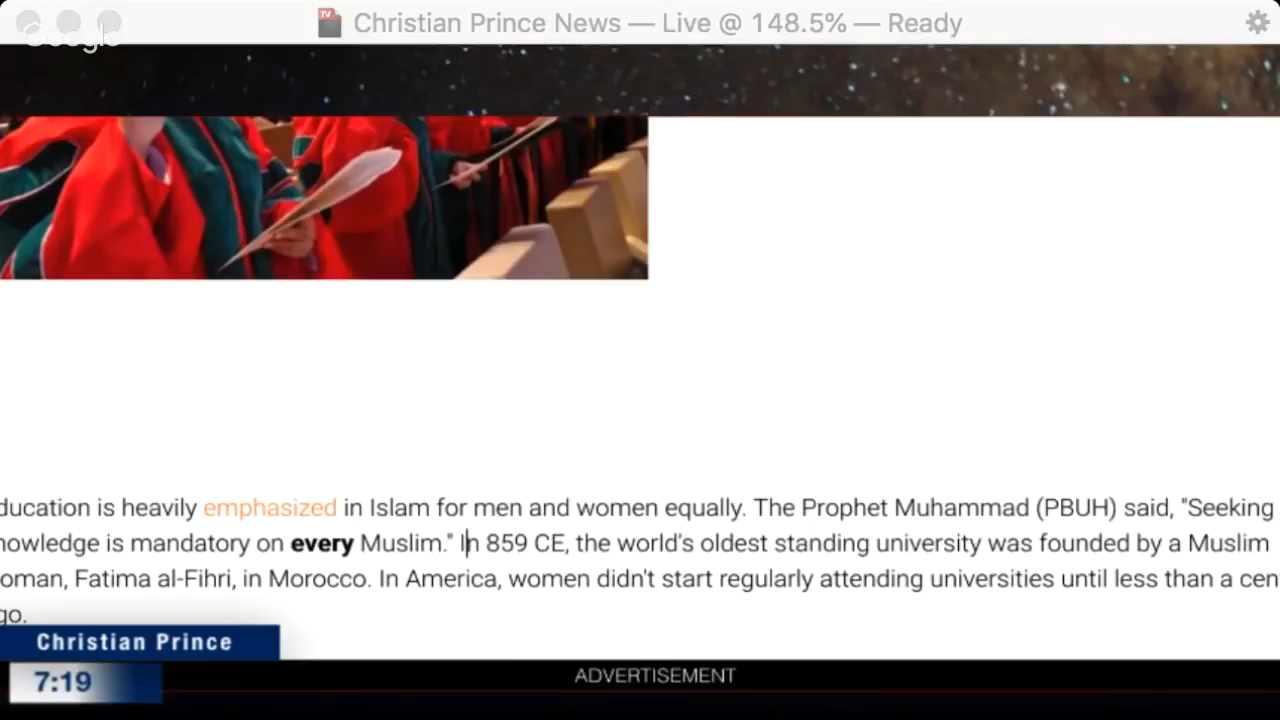 Christian Prince News — Live @ 148.5% — Ready
Google
ducation is heavily emphasized in Islam for men and women equally. The Prophet Muhammad (PBUH) said, "Seeking
nowledge is mandatory on every Muslim." In 859 CE, the world's oldest standing university was founded by a Muslim
oman, Fatima al-Fihri, in Morocco. In America, women didn't start regularly attending universities until less than a cen
go.
Christian Prince
7:19
ADVERTISEMENT